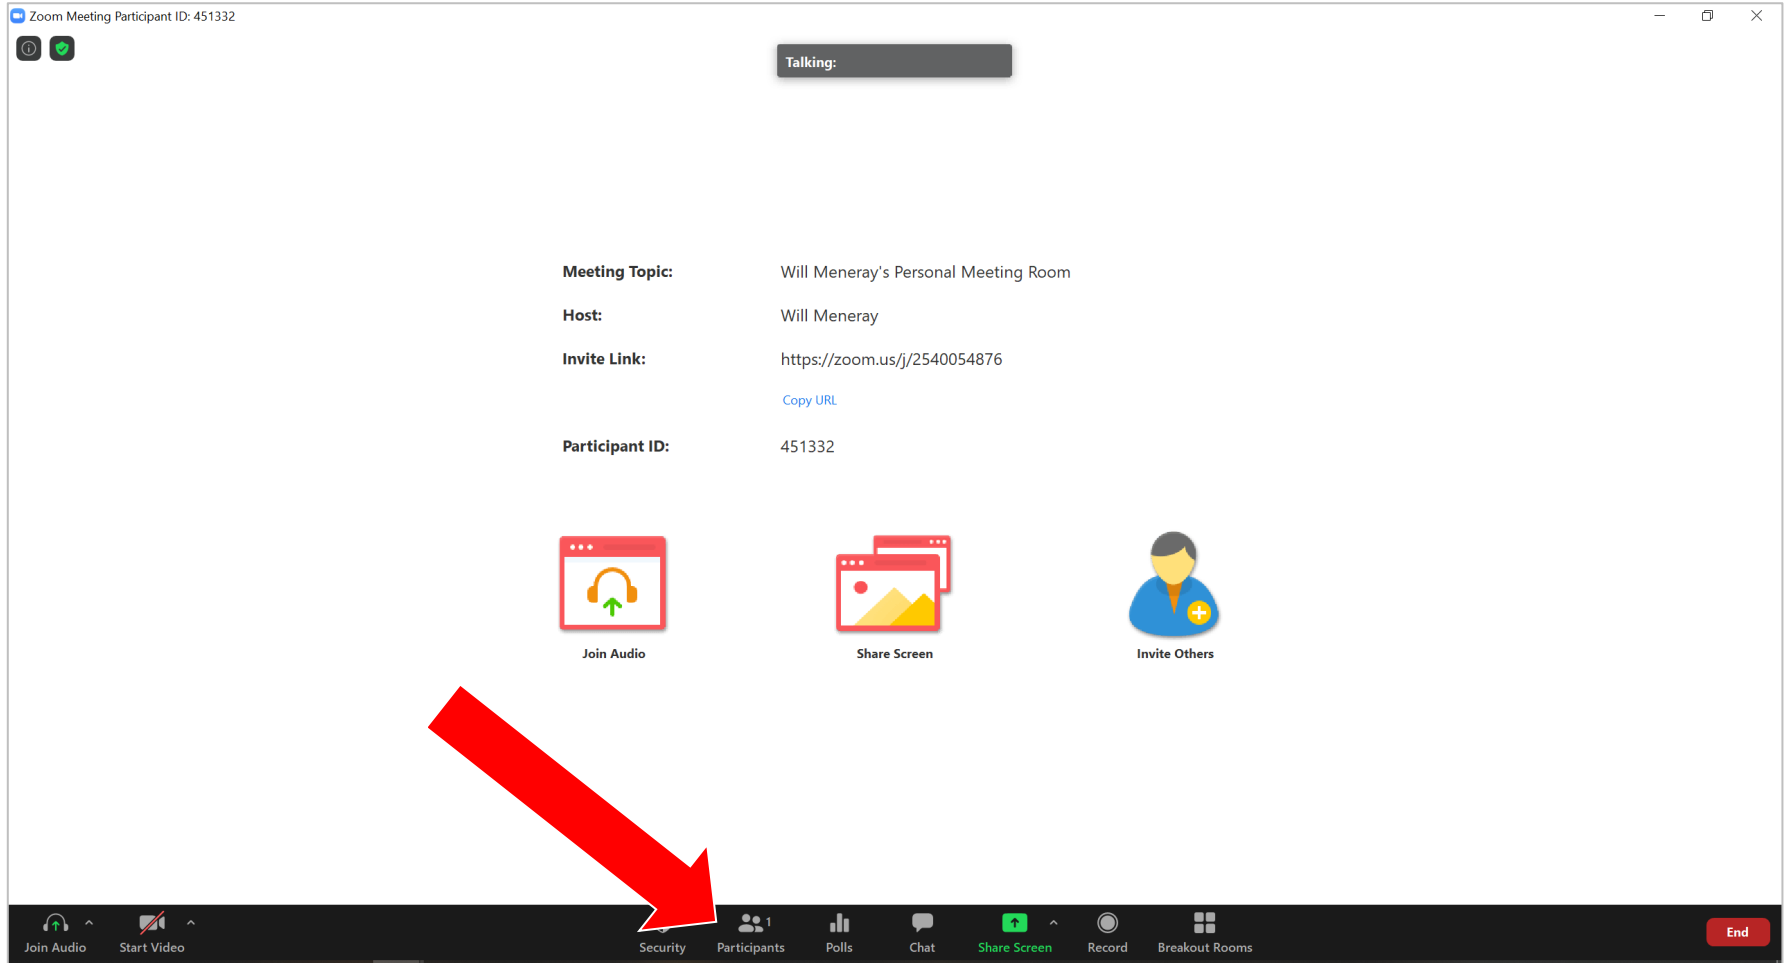 Zoom Meeting Participant ID: 451332
Talking:
Meeting Topic: Will Meneray's Personal Meeting Room
Host: Will Meneray
Invite Link: https://zoom.us/j/2540054876
Copy URL
Participant ID: 451332
Join Audio Share Screen Invite Others
1
Join Audio Start Video Security Participants Polls Chat Share Screen Record Breakout Rooms End